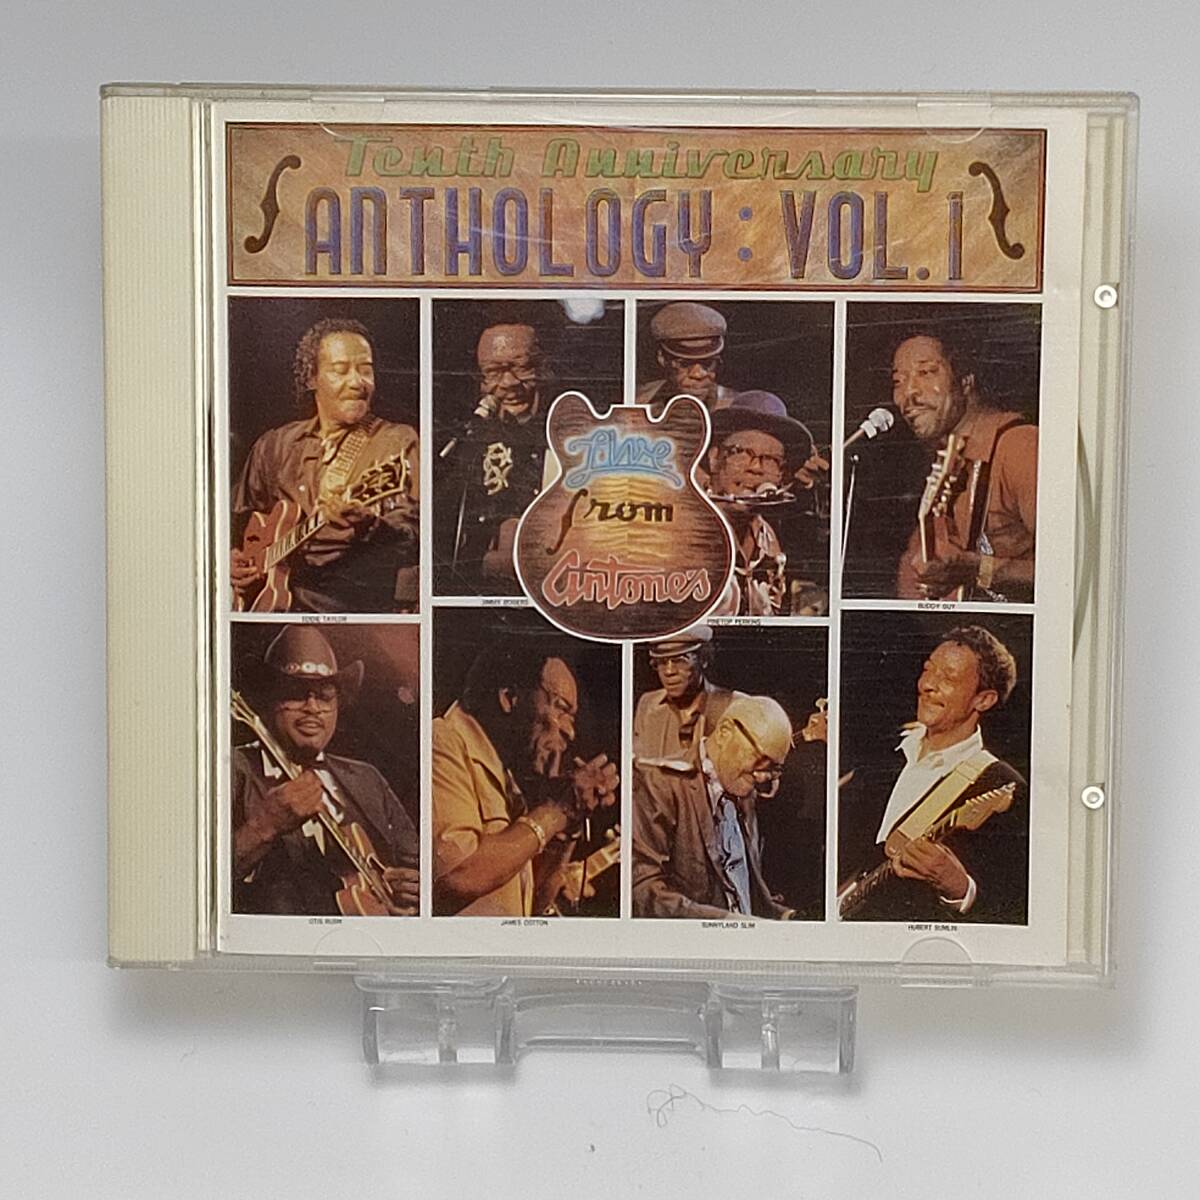 Tenth Anniversary
ANTHOLOGY: VOL. 1
Live
from
Antone's
EDDIE TAYLOR
JIMMY ROGERS
PINETOP PERKINS
BUDDY GUY
OTIS RUSH
JAMES COTTON
SUNNYLAND SLIM
HUBERT SUMLIN